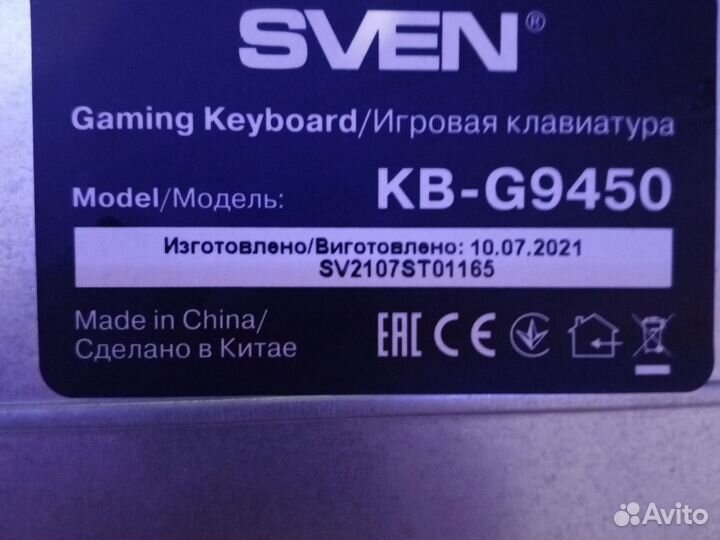 SVEN®
Gaming Keyboard/Игровая клавиатура
Model/Модель: KB-G9450
Изготовлено/Виготовлено: 10.07.2021
SV2107ST01165
Made in China/
Сделано в Китае
EAC CE
Avito